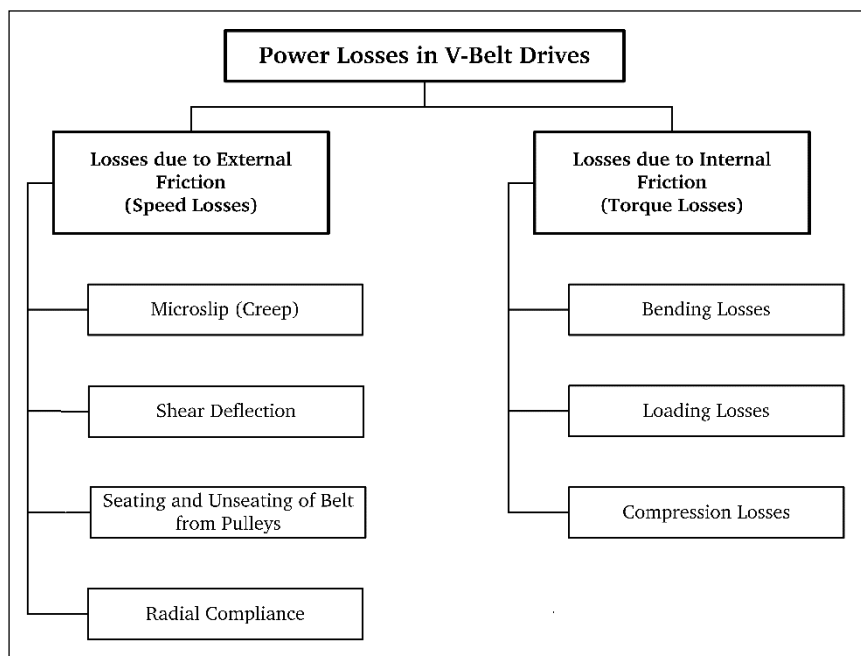 Power Losses in V-Belt Drives
Losses due to External
Friction
(Speed Losses)
Losses due to Internal
Friction
(Torque Losses)
Microslip (Creep)
Bending Losses
Shear Deflection
Loading Losses
Seating and Unseating of Belt
from Pulleys
Compression Losses
Radial Compliance